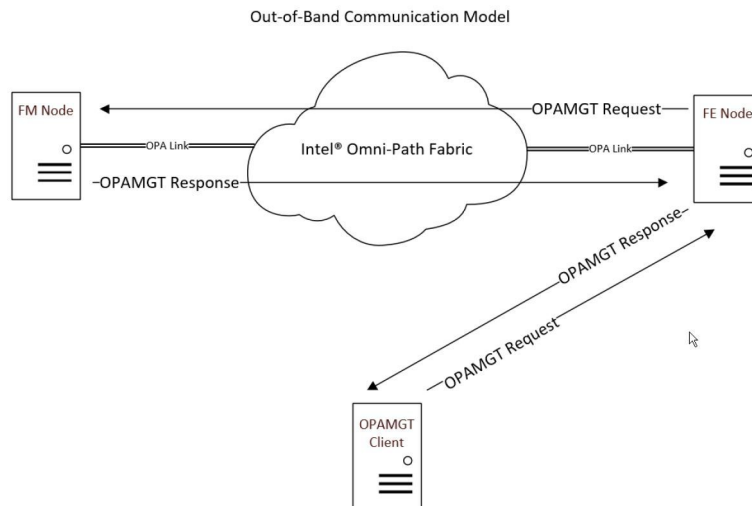 Out-of-Band Communication Model
FM Node
OPAMGT Request
FE Node
OPA Link
Intel® Omni-Path Fabric
OPA Link
OPAMGT Response
OPAMGT Response
OPAMGT Request
OPAMGT
Client